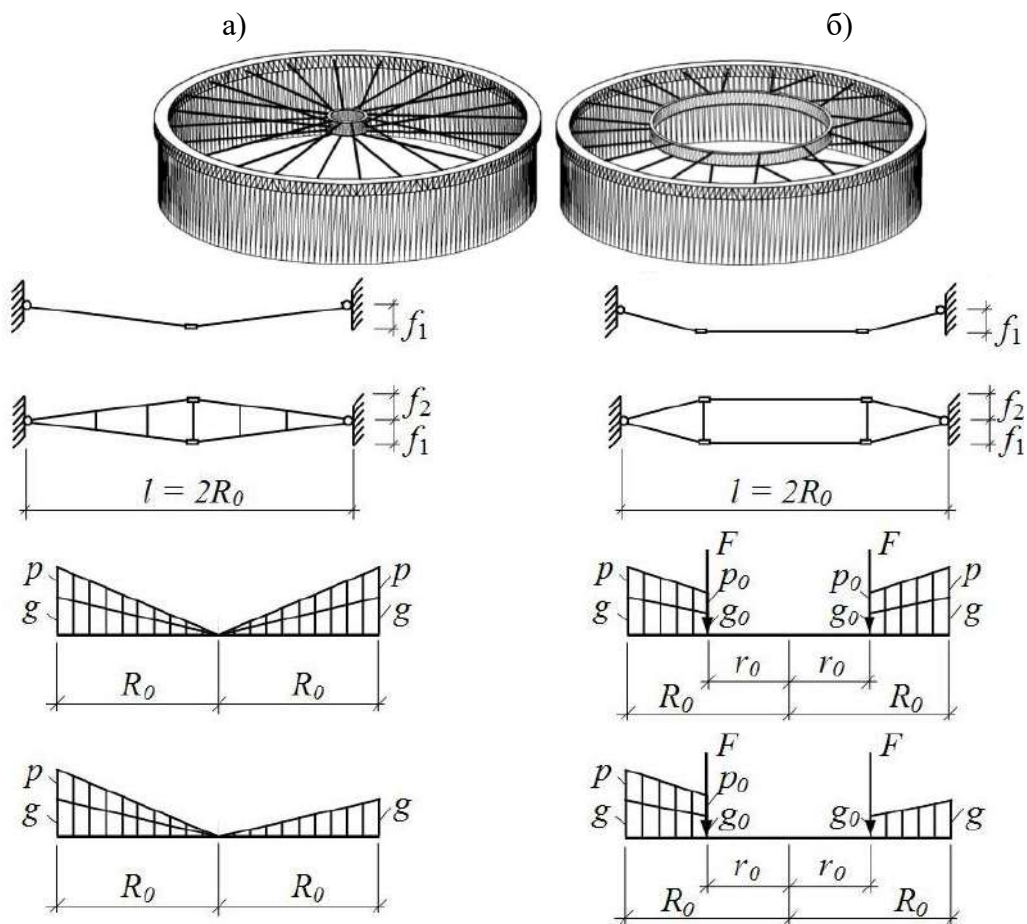 а) б)
f₁ f₁
f₂ f₂
f₁ f₁
l = 2R₀ l = 2R₀
F F
p p p₀ p₀ p
g g g₀ g₀ g
r₀ r₀
R₀ R₀ R₀ R₀
F F
p p p₀
g g g₀ g₀ g
R₀ R₀ r₀ r₀
R₀ R₀